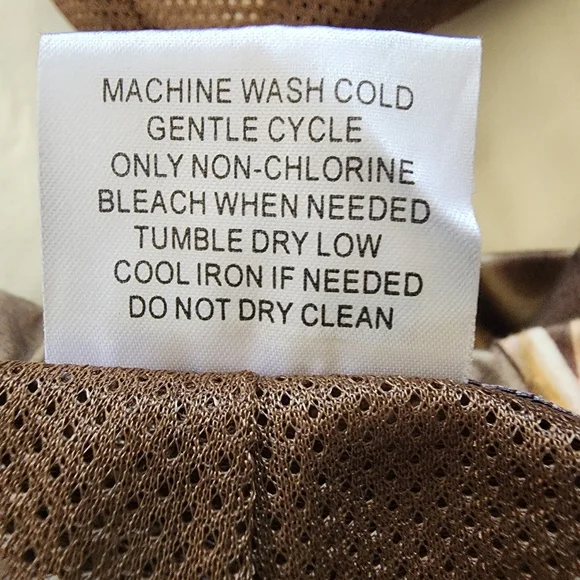 MACHINE WASH COLD
GENTLE CYCLE
ONLY NON-CHLORINE
BLEACH WHEN NEEDED
TUMBLE DRY LOW
COOL IRON IF NEEDED
DO NOT DRY CLEAN